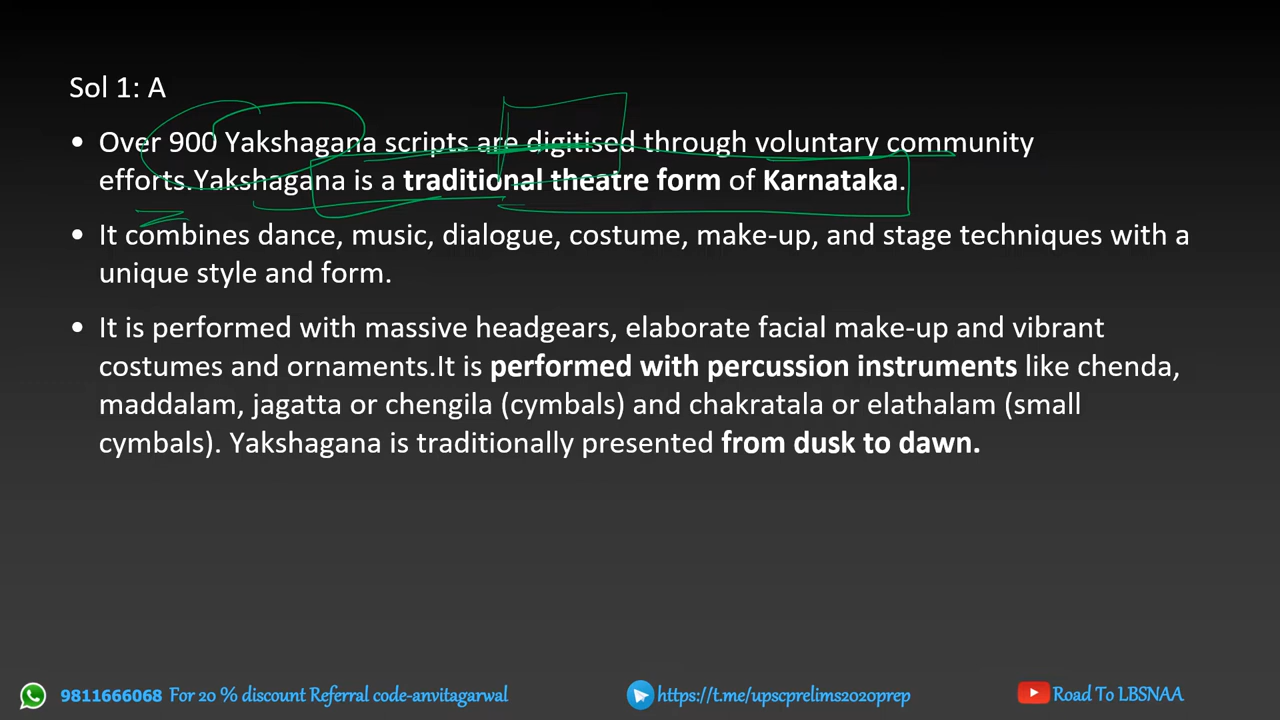 Sol 1: A
• Over 900 Yakshagana scripts are digitised through voluntary community
efforts.Yakshagana is a traditional theatre form of Karnataka.
• It combines dance, music, dialogue, costume, make-up, and stage techniques with a
unique style and form.
• It is performed with massive headgears, elaborate facial make-up and vibrant
costumes and ornaments.It is performed with percussion instruments like chenda,
maddalam, jagatta or chengila (cymbals) and chakratala or elathalam (small
cymbals). Yakshagana is traditionally presented from dusk to dawn.
9811666068 For 20 % discount Referral code-anvitagarwal https://t.me/upscprelims2020prep Road To LBSNAA